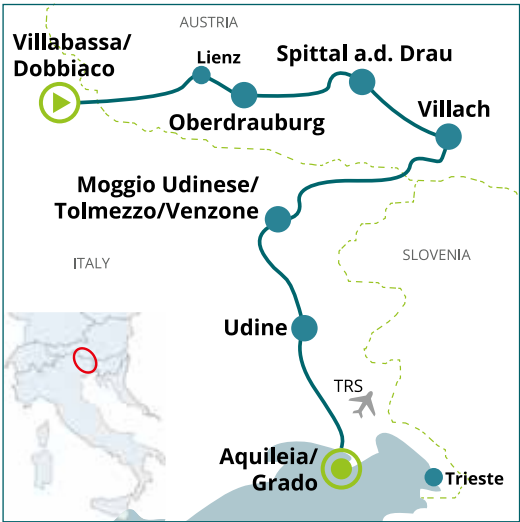 AUSTRIA
Villabassa/
Dobbiaco
Lienz
Spittal a.d. Drau
Oberdrauburg
Villach
Moggio Udinese/
Tolmezzo/Venzone
ITALY
SLOVENIA
Udine
TRS
Aquileia/
Grado
Trieste